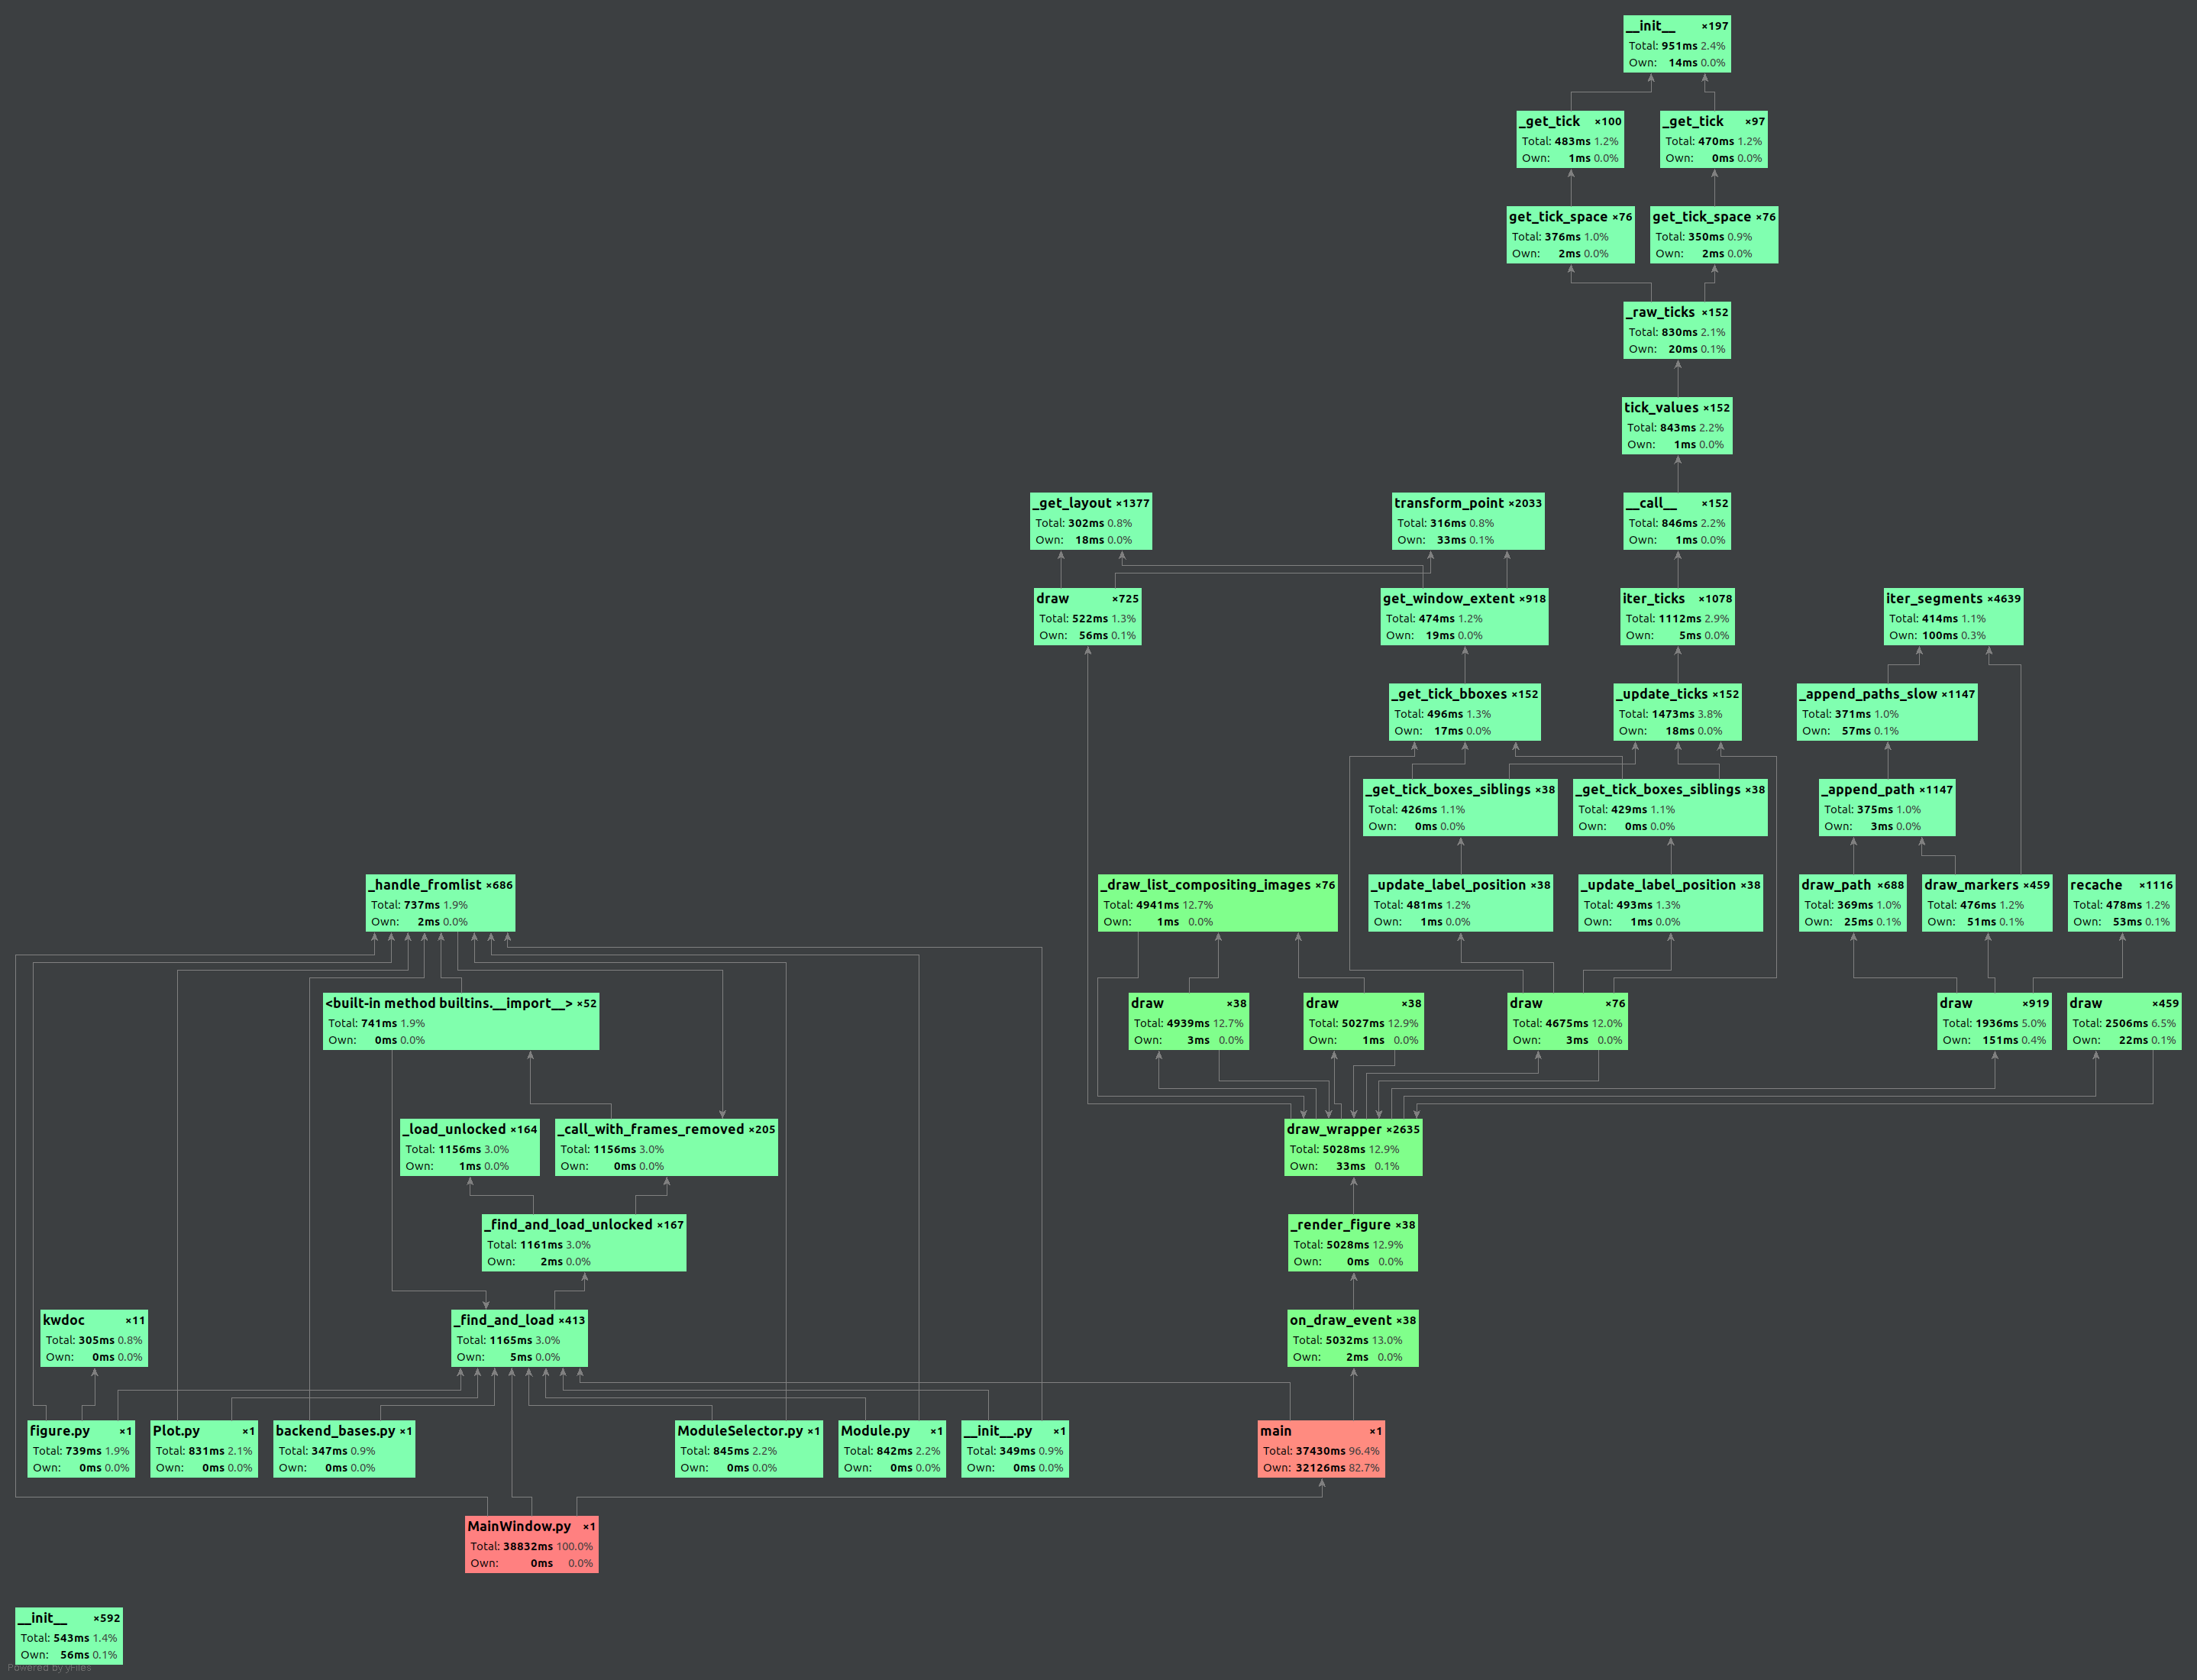 __init__ ×197
Total: 951ms 2.4%
Own: 14ms 0.0%
_get_tick ×100
Total: 483ms 1.2%
Own: 1ms 0.0%
_get_tick ×97
Total: 470ms 1.2%
Own: 0ms 0.0%
get_tick_space ×76
Total: 376ms 1.0%
Own: 2ms 0.0%
get_tick_space ×76
Total: 350ms 0.9%
Own: 2ms 0.0%
_raw_ticks ×152
Total: 830ms 2.1%
Own: 20ms 0.1%
tick_values ×152
Total: 843ms 2.2%
Own: 1ms 0.0%
_get_layout ×1377
Total: 302ms 0.8%
Own: 18ms 0.0%
transform_point ×2033
Total: 316ms 0.8%
Own: 33ms 0.1%
__call__ ×152
Total: 846ms 2.2%
Own: 1ms 0.0%
draw ×725
Total: 522ms 1.3%
Own: 56ms 0.1%
get_window_extent ×918
Total: 474ms 1.2%
Own: 19ms 0.0%
iter_ticks ×1078
Total: 1112ms 2.9%
Own: 5ms 0.0%
iter_segments ×4639
Total: 414ms 1.1%
Own: 100ms 0.3%
_get_tick_bboxes ×152
Total: 496ms 1.3%
Own: 17ms 0.0%
_update_ticks ×152
Total: 1473ms 3.8%
Own: 18ms 0.0%
_append_paths_slow ×1147
Total: 371ms 1.0%
Own: 57ms 0.1%
_get_tick_boxes_siblings ×38
Total: 426ms 1.1%
Own: 0ms 0.0%
_get_tick_boxes_siblings ×38
Total: 429ms 1.1%
Own: 0ms 0.0%
_append_path ×1147
Total: 375ms 1.0%
Own: 3ms 0.0%
_handle_fromlist ×686
Total: 737ms 1.9%
Own: 2ms 0.0%
_draw_list_compositing_images ×76
Total: 4941ms 12.7%
Own: 1ms 0.0%
_update_label_position ×38
Total: 481ms 1.2%
Own: 1ms 0.0%
_update_label_position ×38
Total: 493ms 1.3%
Own: 1ms 0.0%
draw_path ×688
Total: 369ms 1.0%
Own: 25ms 0.1%
draw_markers ×459
Total: 476ms 1.2%
Own: 51ms 0.1%
recache ×1116
Total: 478ms 1.2%
Own: 53ms 0.1%
<built-in method builtins.__import__> ×52
Total: 741ms 1.9%
Own: 0ms 0.0%
draw ×38
Total: 4939ms 12.7%
Own: 3ms 0.0%
draw ×38
Total: 5027ms 12.9%
Own: 1ms 0.0%
draw ×76
Total: 4675ms 12.0%
Own: 3ms 0.0%
draw ×919
Total: 1936ms 5.0%
Own: 151ms 0.4%
draw ×459
Total: 2506ms 6.5%
Own: 22ms 0.1%
_load_unlocked ×164
Total: 1156ms 3.0%
Own: 1ms 0.0%
_call_with_frames_removed ×205
Total: 1156ms 3.0%
Own: 0ms 0.0%
draw_wrapper ×2635
Total: 5028ms 12.9%
Own: 33ms 0.1%
_find_and_load_unlocked ×167
Total: 1161ms 3.0%
Own: 2ms 0.0%
_render_figure ×38
Total: 5028ms 12.9%
Own: 0ms 0.0%
kwdoc ×11
Total: 305ms 0.8%
Own: 0ms 0.0%
_find_and_load ×413
Total: 1165ms 3.0%
Own: 5ms 0.0%
on_draw_event ×38
Total: 5032ms 13.0%
Own: 2ms 0.0%
figure.py ×1
Total: 739ms 1.9%
Own: 0ms 0.0%
Plot.py ×1
Total: 831ms 2.1%
Own: 0ms 0.0%
backend_bases.py ×1
Total: 347ms 0.9%
Own: 0ms 0.0%
ModuleSelector.py ×1
Total: 845ms 2.2%
Own: 0ms 0.0%
Module.py ×1
Total: 842ms 2.2%
Own: 0ms 0.0%
__init__.py ×1
Total: 349ms 0.9%
Own: 0ms 0.0%
main ×1
Total: 37430ms 96.4%
Own: 32126ms 82.7%
MainWindow.py ×1
Total: 38832ms 100.0%
Own: 0ms 0.0%
__init__ ×592
Total: 543ms 1.4%
Own: 56ms 0.1%
Powered by yFiles